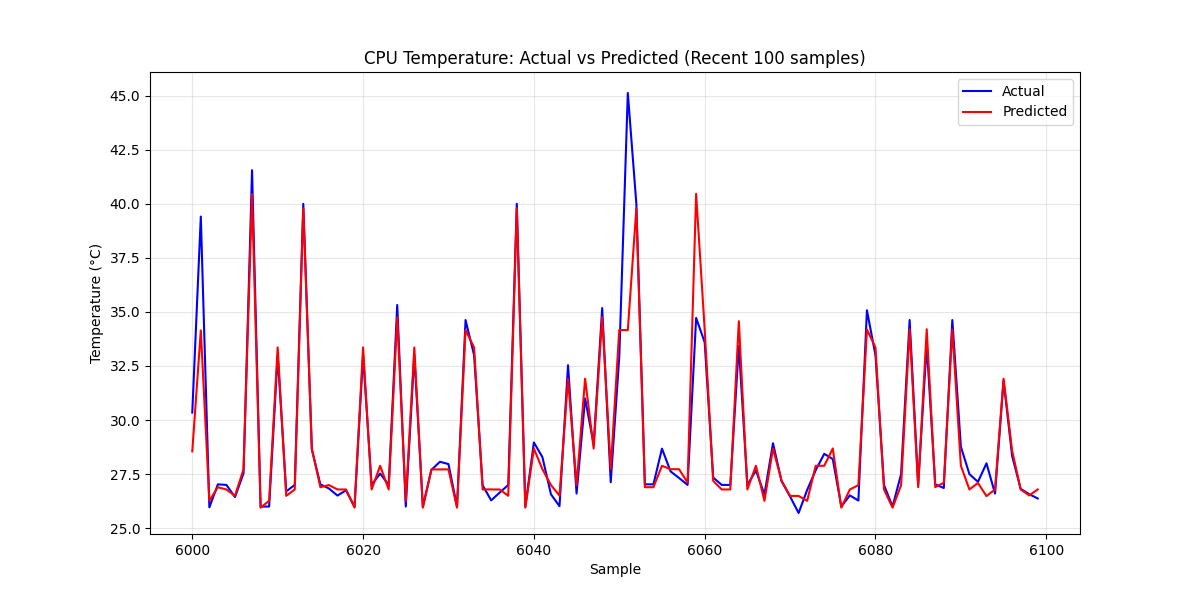 CPU Temperature: Actual vs Predicted (Recent 100 samples)
Actual
Predicted
45.0
42.5
40.0
37.5
35.0
32.5
30.0
27.5
25.0
Temperature (°C)
6000 6020 6040 6060 6080 6100
Sample